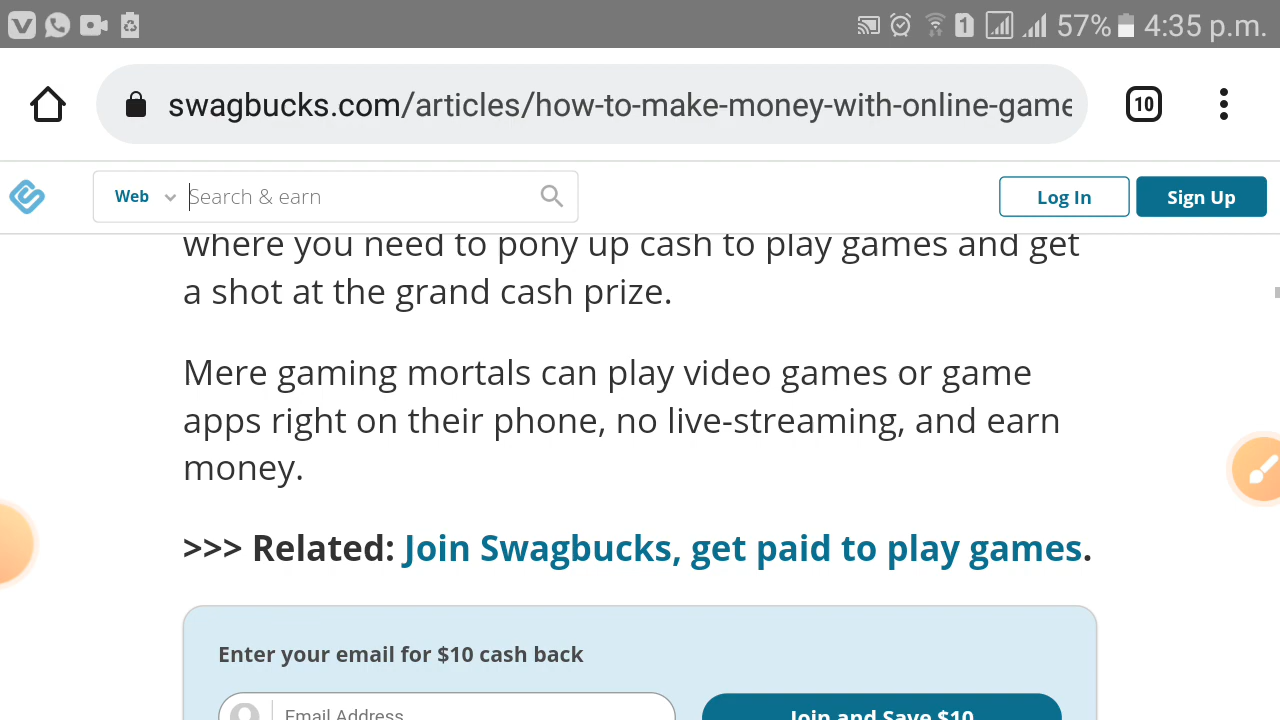 57% 4:35 p.m.
swagbucks.com/articles/how-to-make-money-with-online-game
10
Web Search & earn Log In Sign Up
where you need to pony up cash to play games and get
a shot at the grand cash prize.
Mere gaming mortals can play video games or game
apps right on their phone, no live-streaming, and earn
money.
>>> Related: Join Swagbucks, get paid to play games.
Enter your email for $10 cash back
Email Address Join and Save $10